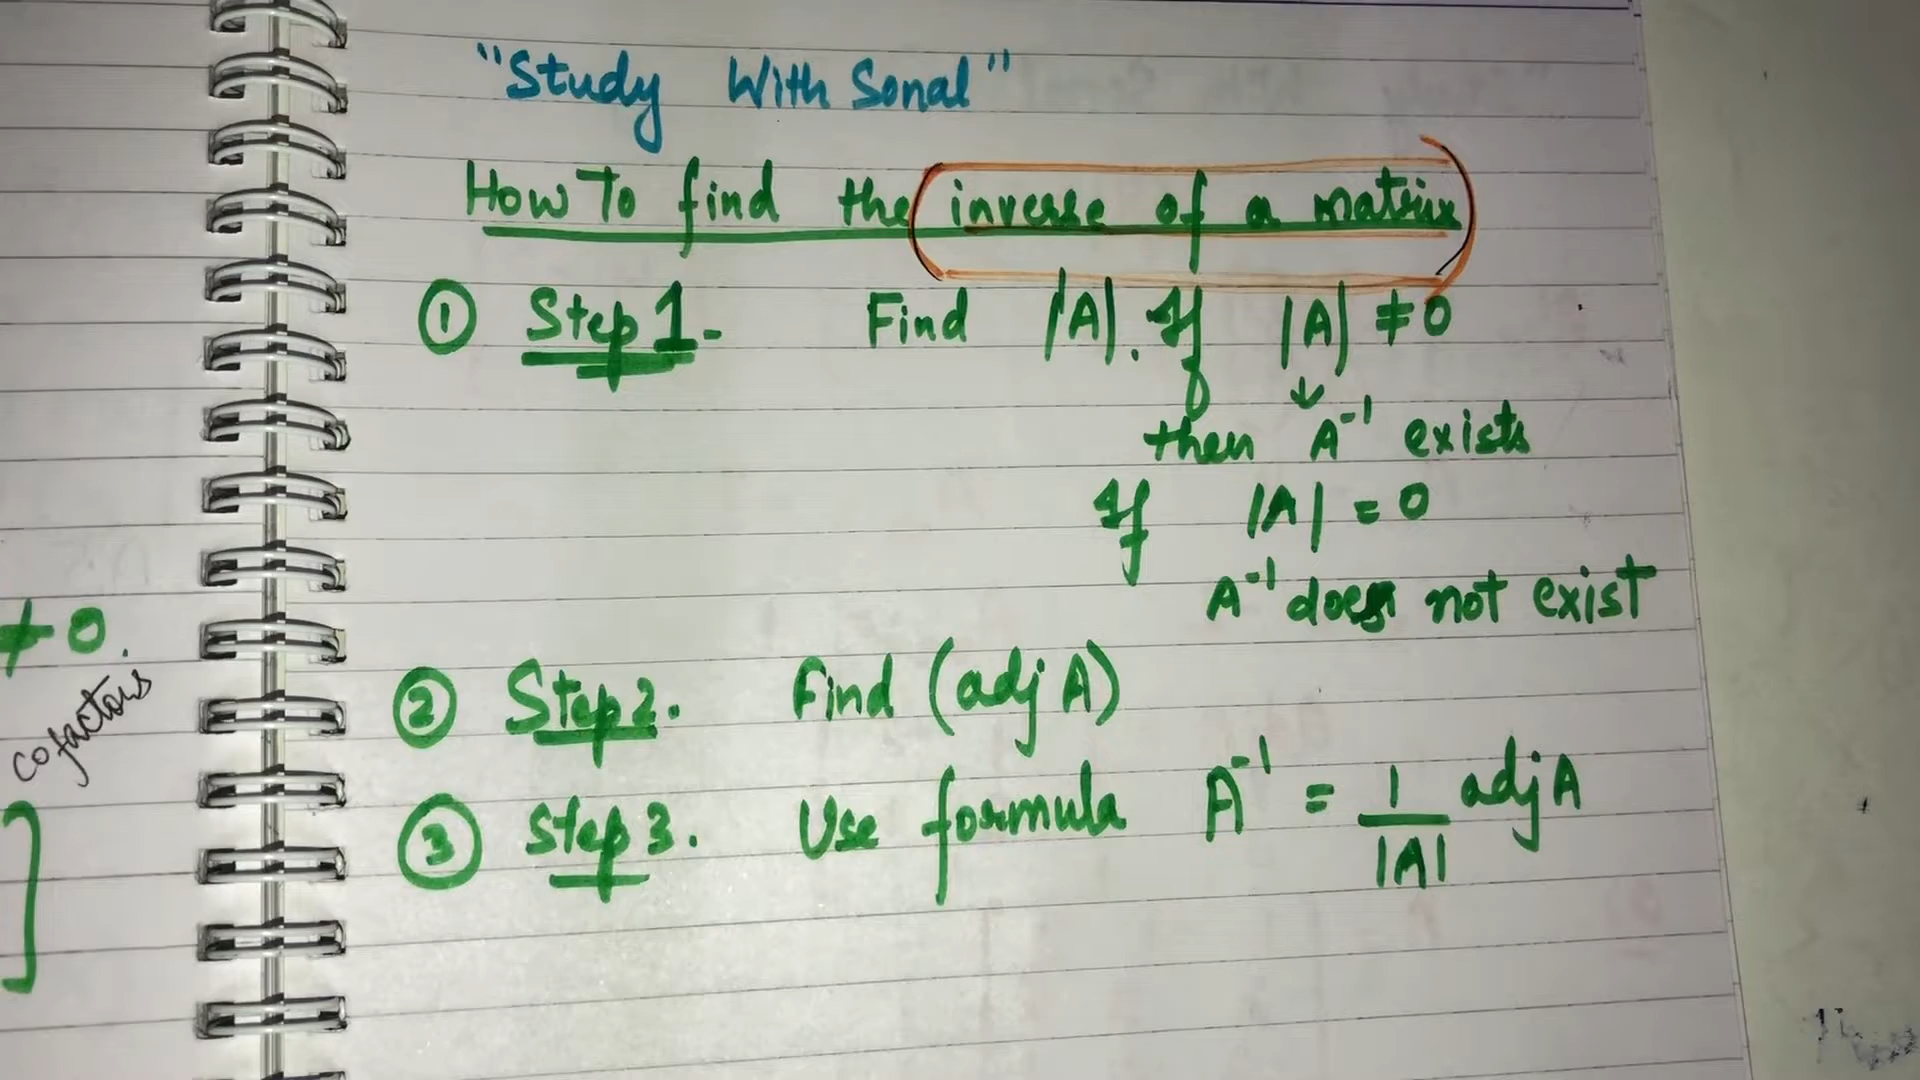 "Study With Sonal"
How To find the inverse of a matrix
① Step 1. Find |A|. If |A| ≠ 0
↓
then A⁻¹ exists
If |A| = 0
A⁻¹ does not exist
② Step 2. Find (adj A)
③ Step 3. Use formula A⁻¹ = 1/|A| adj A
≠ 0.
cofactors
]